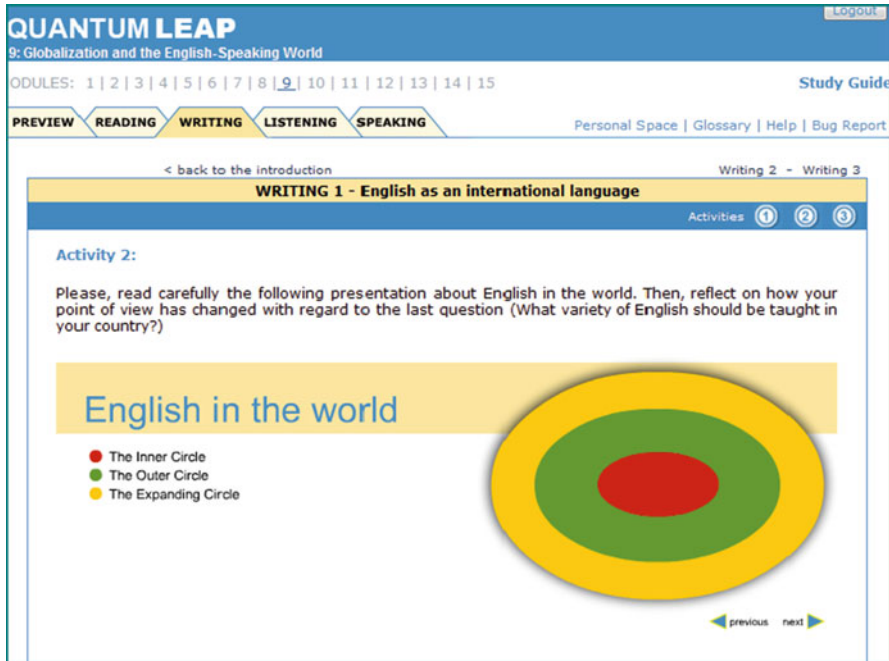 Logout
QUANTUM LEAP
9: Globalization and the English-Speaking World
ODULES: 1 | 2 | 3 | 4 | 5 | 6 | 7 | 8 | 9 | 10 | 11 | 12 | 13 | 14 | 15
Study Guide
PREVIEW READING WRITING LISTENING SPEAKING
Personal Space | Glossary | Help | Bug Report
< back to the introduction
Writing 2 - Writing 3
WRITING 1 - English as an international language
Activities 1 2 3
Activity 2:
Please, read carefully the following presentation about English in the world. Then, reflect on how your
point of view has changed with regard to the last question (What variety of English should be taught in
your country?)
English in the world
The Inner Circle
The Outer Circle
The Expanding Circle
previous next